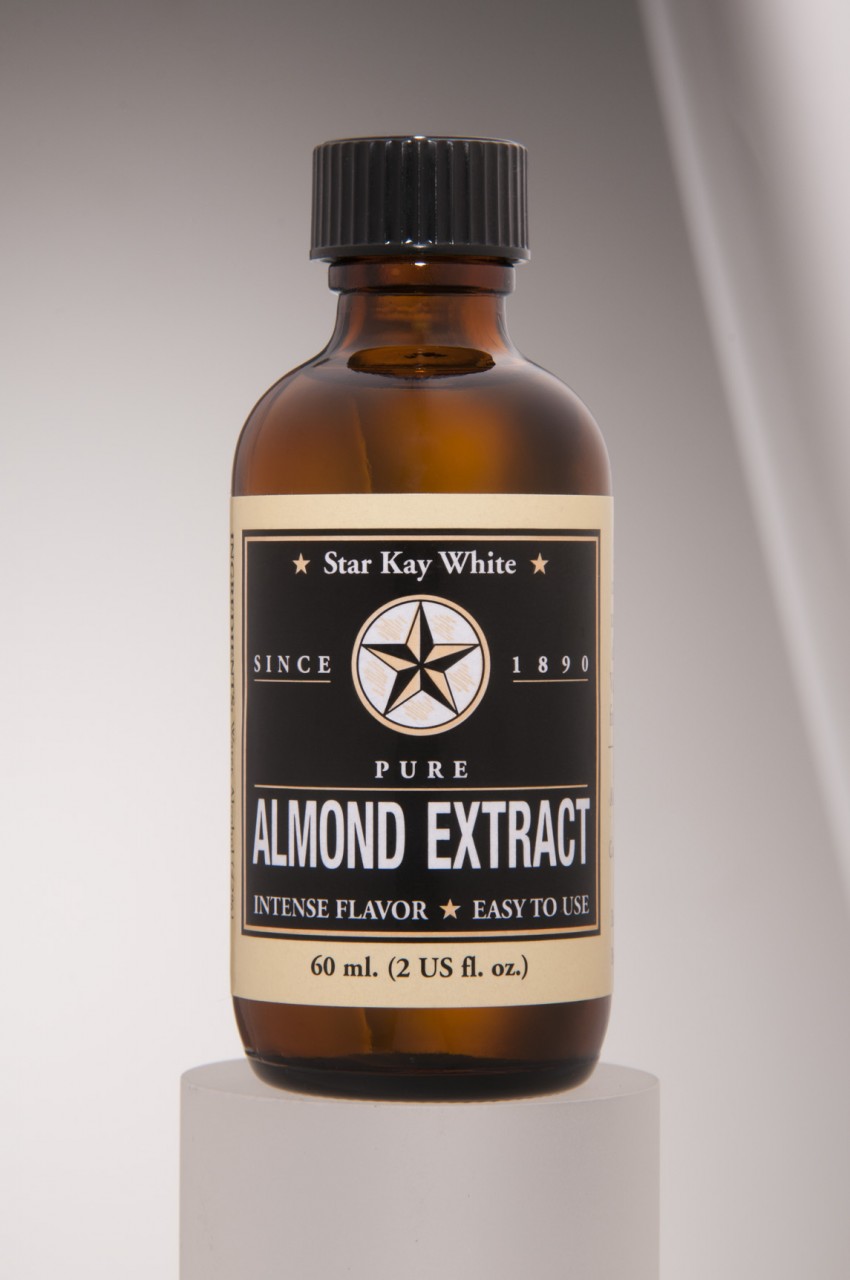 Star Kay White
SINCE 1890
PURE
ALMOND EXTRACT
INTENSE FLAVOR ★ EASY TO USE
60 ml. (2 US fl. oz.)
INGREDIENTS: